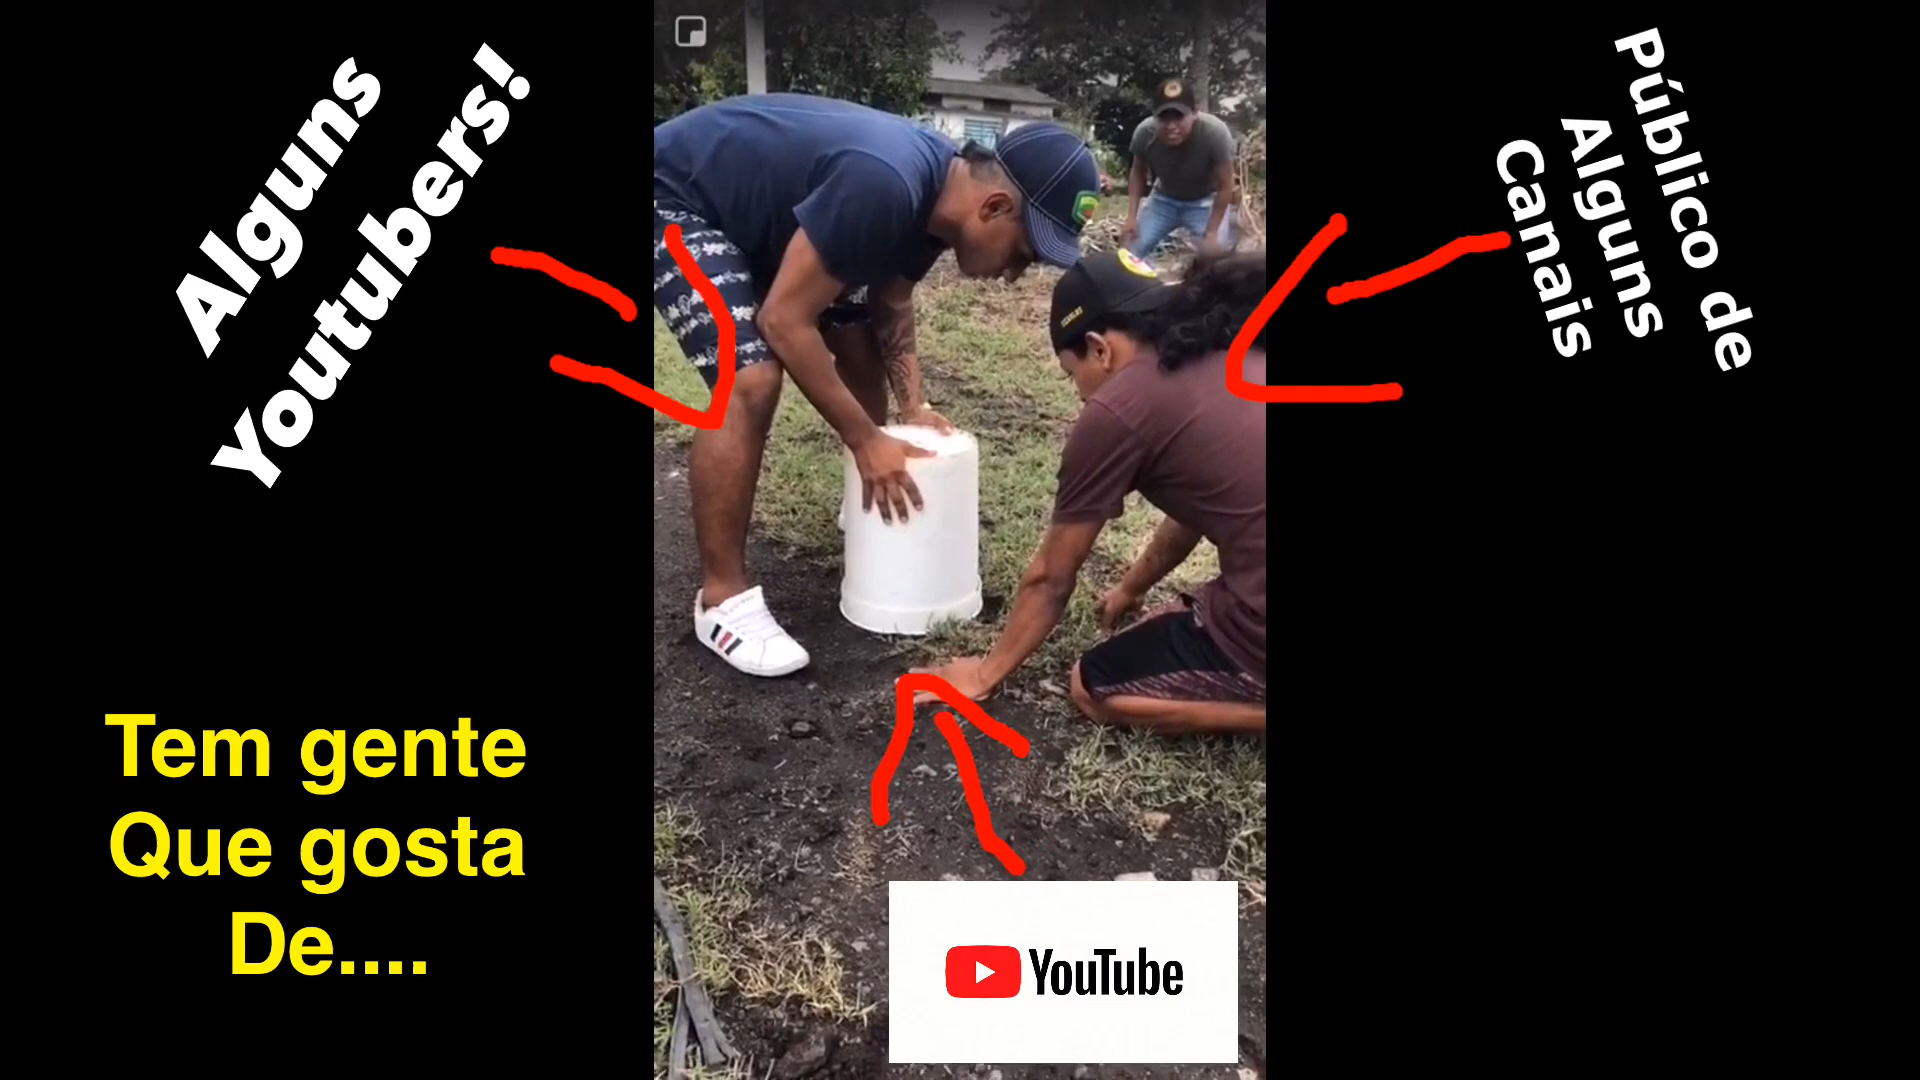 Alguns
Youtubers!
Público de
Alguns
Canais
Tem gente
Que gosta
De....
YouTube